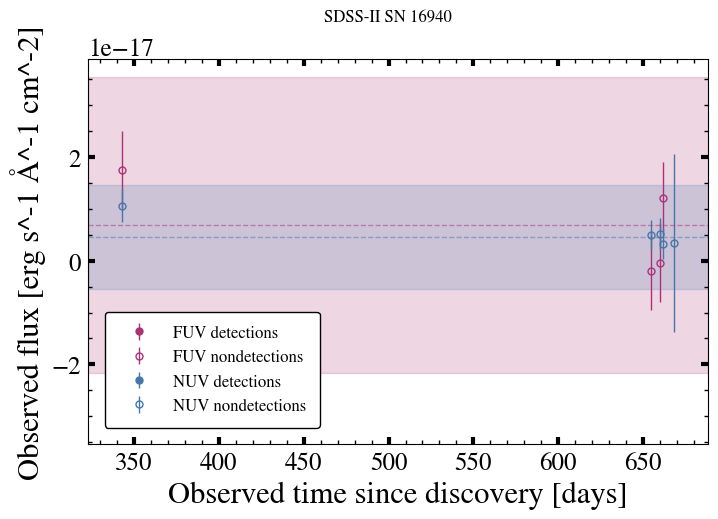 SDSS-II SN 16940
1e−17
Observed flux [erg s^-1 Å^-1 cm^-2]
2
0
−2
FUV detections
FUV nondetections
NUV detections
NUV nondetections
350 400 450 500 550 600 650
Observed time since discovery [days]